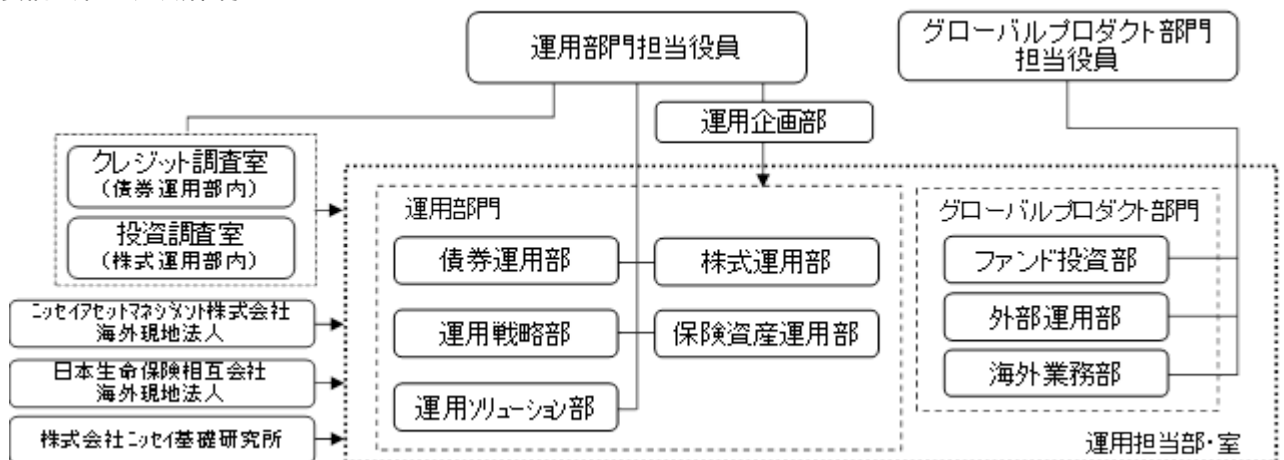 運用部門担当役員
グローバルプロダクト部門
担当役員
運用企画部
クレジット調査室
(債券運用部内)
投資調査室
(株式運用部内)
運用部門
グローバルプロダクト部門
債券運用部
株式運用部
ファンド投資部
ニッセイアセットマネジメント株式会社
海外現地法人
運用戦略部
保険資産運用部
外部運用部
日本生命保険相互会社
海外現地法人
運用ソリューション部
海外業務部
株式会社ニッセイ基礎研究所
運用担当部・室